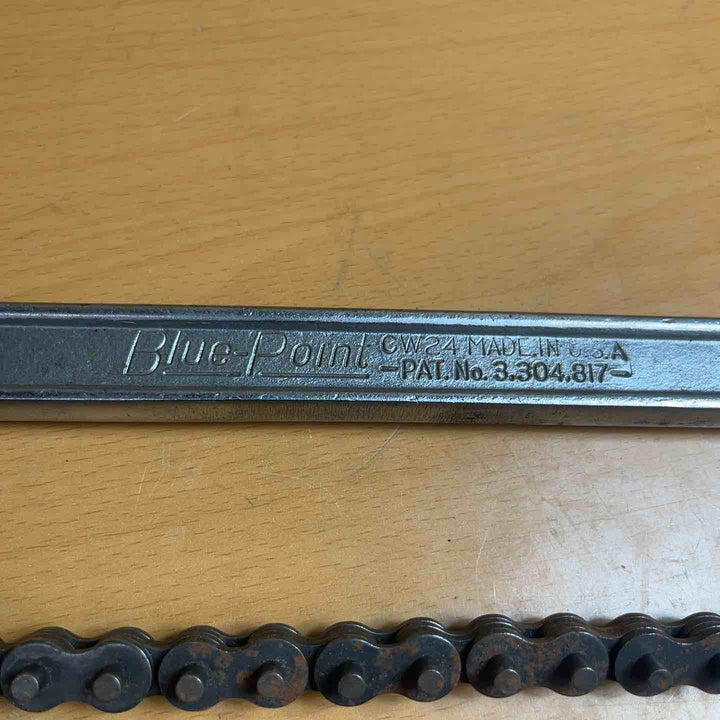 Blue-Point CW24 MADE.IN U.S.A
-PAT.No.3.304.817-